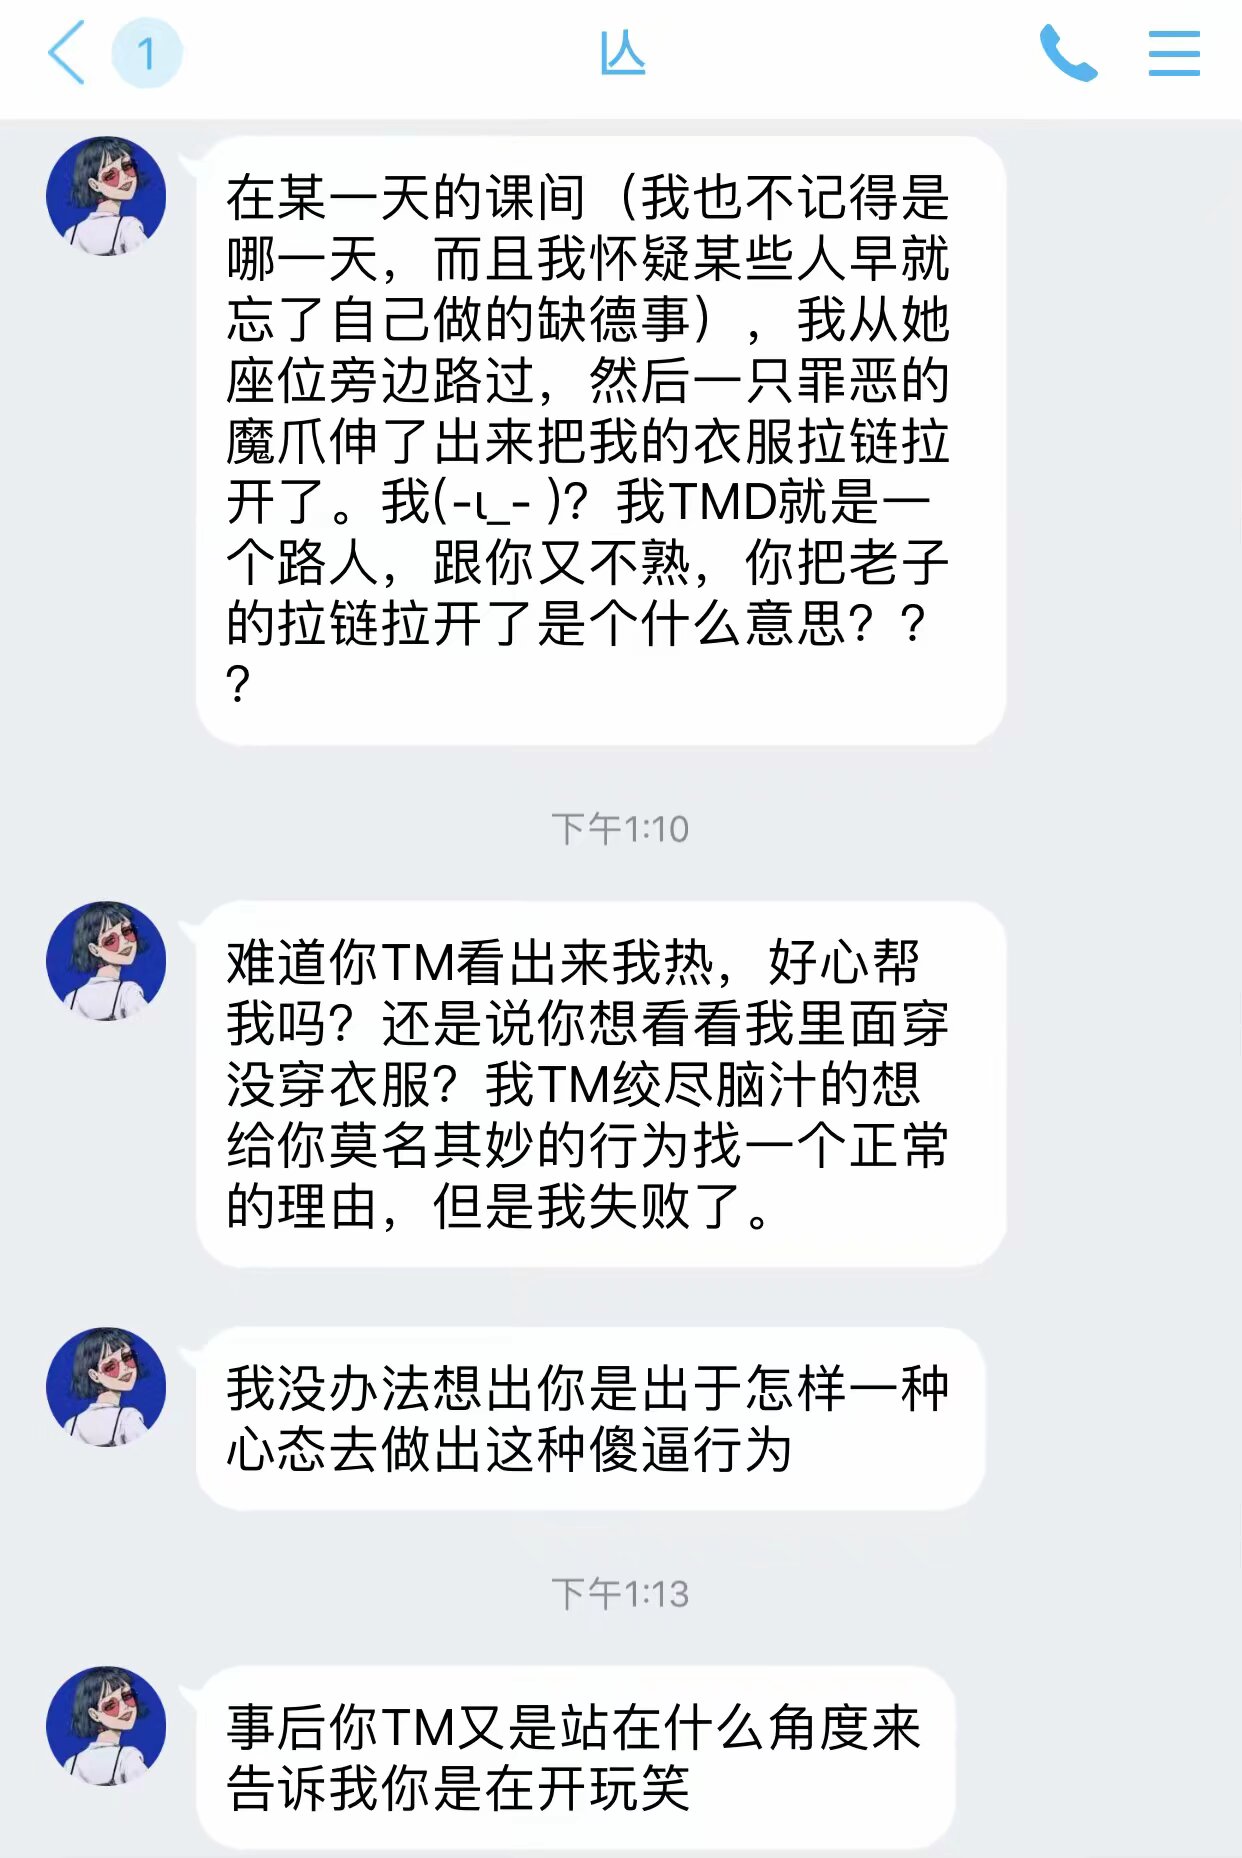 1
亾
在某一天的课间（我也不记得是
哪一天，而且我怀疑某些人早就
忘了自己做的缺德事），我从她
座位旁边路过，然后一只罪恶的
魔爪伸了出来把我的衣服拉链拉
开了。我(-ι_- )？我TMD就是一
个路人，跟你又不熟，你把老子
的拉链拉开了是个什么意思？？
？
下午1:10
难道你TM看出来我热，好心帮
我吗？还是说你想看看我里面穿
没穿衣服？我TM绞尽脑汁的想
给你莫名其妙的行为找一个正常
的理由，但是我失败了。
我没办法想出你是出于怎样一种
心态去做出这种傻逼行为
下午1:13
事后你TM又是站在什么角度来
告诉我你是在开玩笑